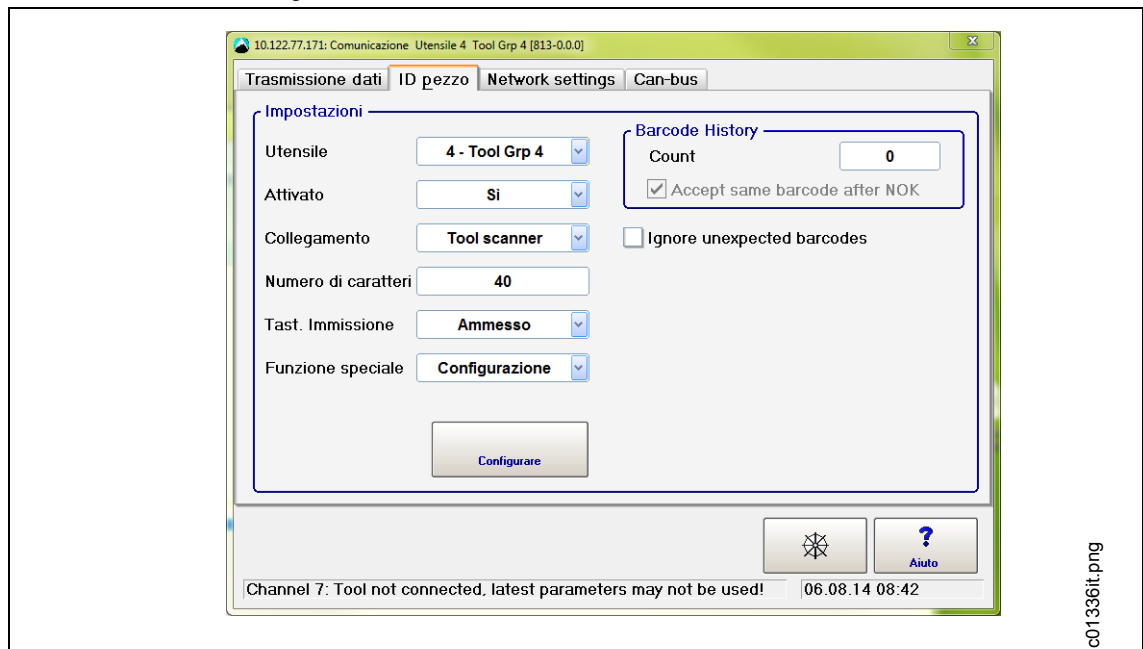 10.122.77.171: Comunicazione Utensile 4 Tool Grp 4 [813-0.0.0]
Trasmissione dati ID pezzo Network settings Can-bus
Impostazioni
Utensile 4 - Tool Grp 4
Attivato Si
Collegamento Tool scanner
Numero di caratteri 40
Tast. Immissione Ammesso
Funzione speciale Configurazione
Configurare
Barcode History
Count 0
Accept same barcode after NOK
Ignore unexpected barcodes
? 
Aiuto
Channel 7: Tool not connected, latest parameters may not be used! 06.08.14 08:42
c01336it.png